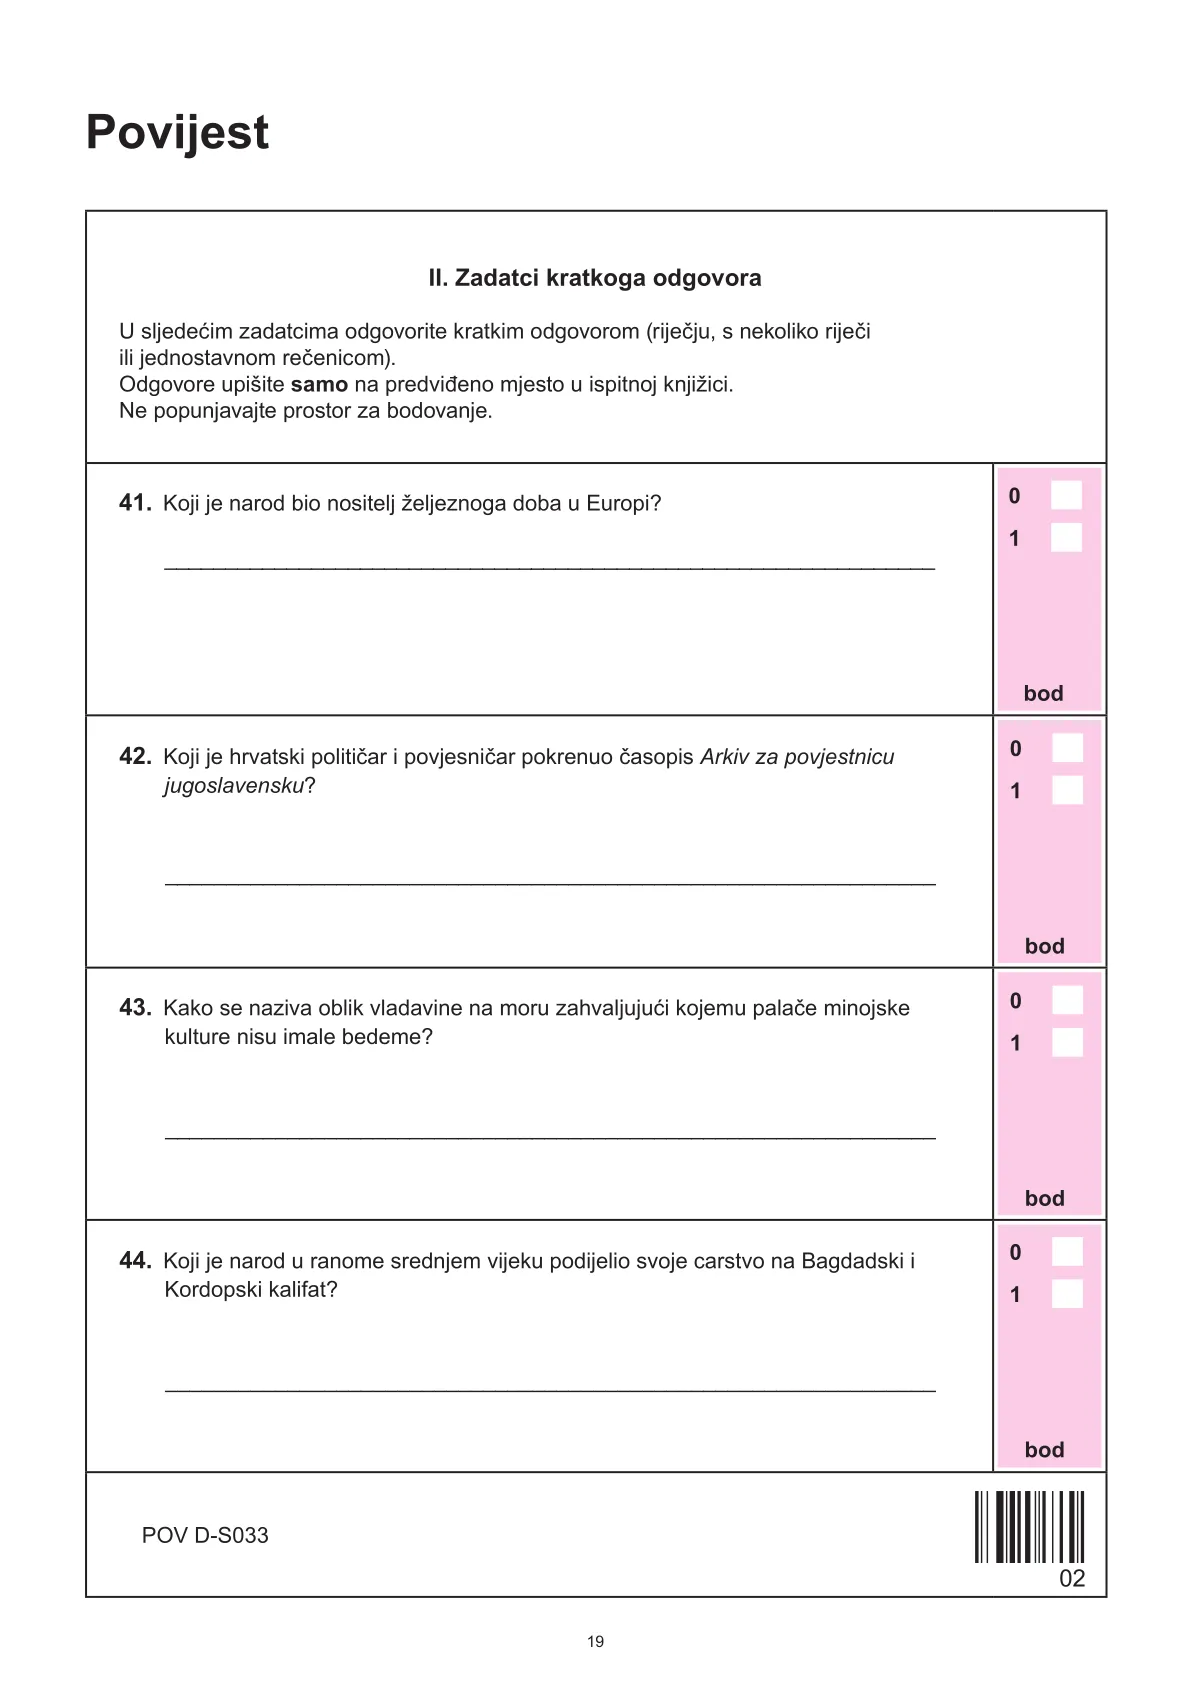 Povijest
II. Zadatci kratkoga odgovora
U sljedećim zadatcima odgovorite kratkim odgovorom (riječju, s nekoliko riječi
ili jednostavnom rečenicom).
Odgovore upišite samo na predviđeno mjesto u ispitnoj knjižici.
Ne popunjavajte prostor za bodovanje.
41. Koji je narod bio nositelj željeznoga doba u Europi?
0
1
bod
42. Koji je hrvatski političar i povjesničar pokrenuo časopis Arkiv za povjestnicu
jugoslavensku?
0
1
bod
43. Kako se naziva oblik vladavine na moru zahvaljujući kojemu palače minojske
kulture nisu imale bedeme?
0
1
bod
44. Koji je narod u ranome srednjem vijeku podijelio svoje carstvo na Bagdadski i
Kordopski kalifat?
0
1
bod
POV D-S033
02
19